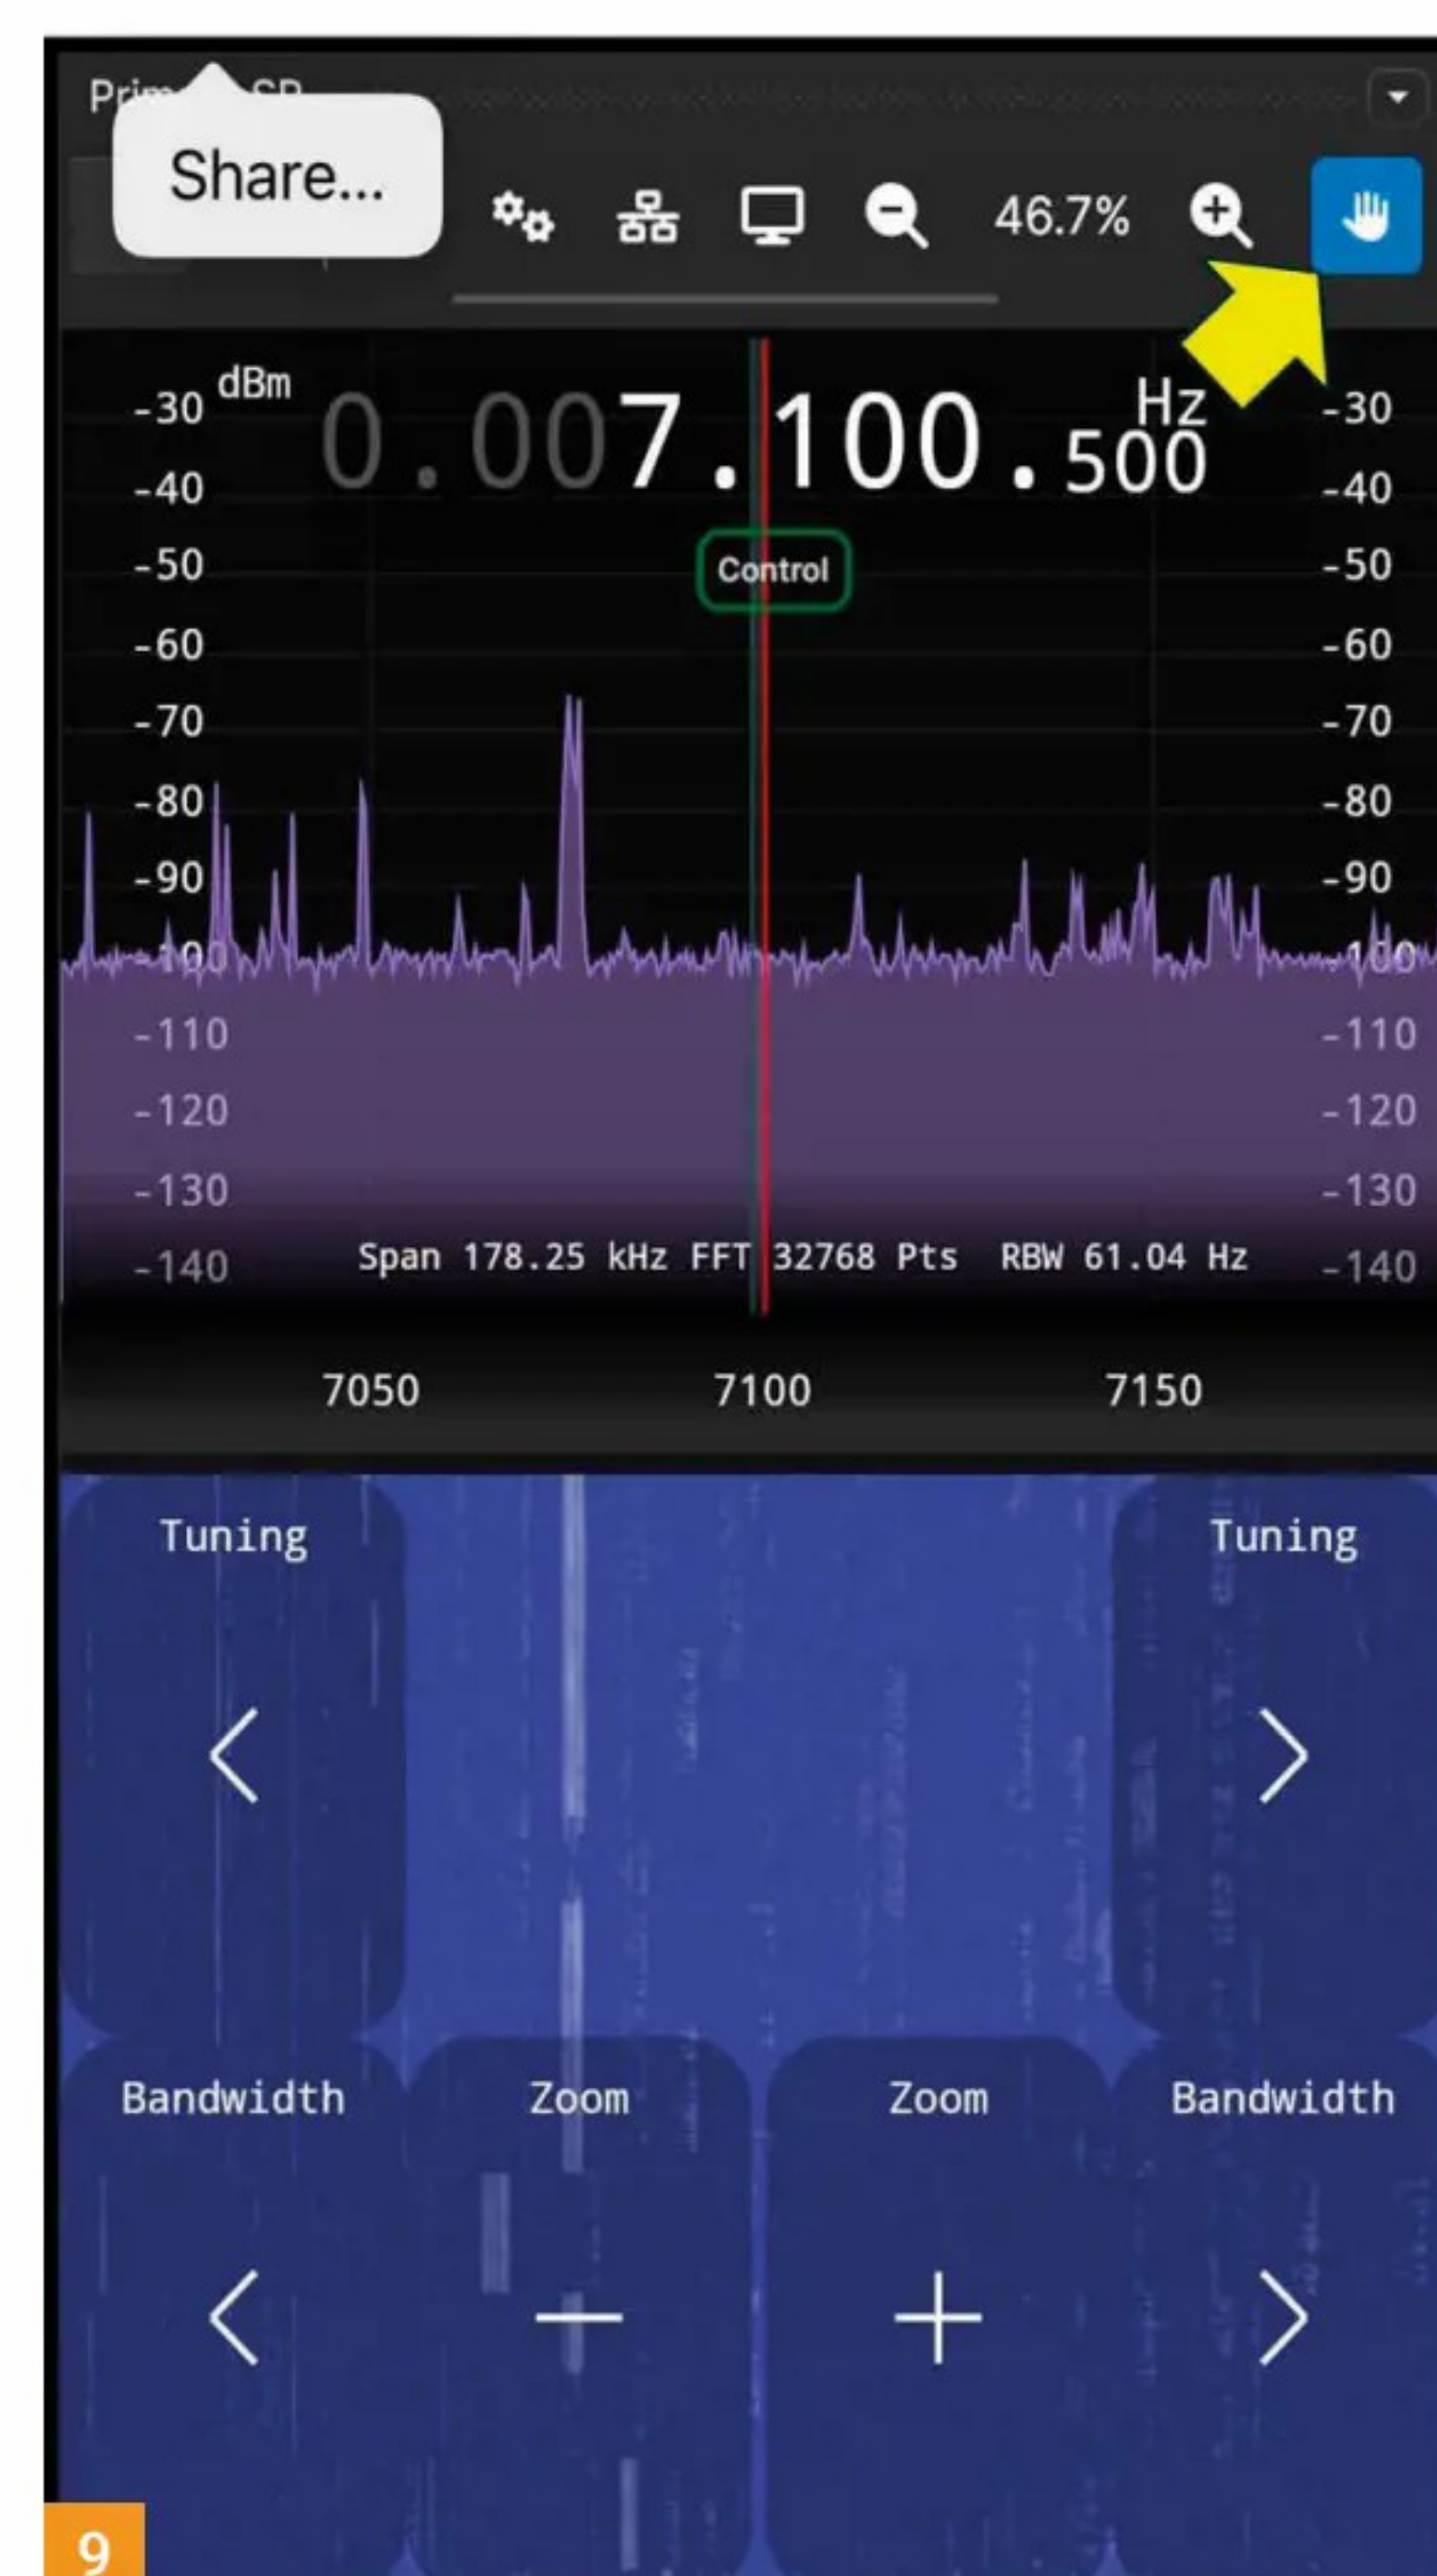 Share...
46.7%
dBm
0.007.100.500 Hz
-30 -30
-40 -40
Control
-50 -50
-60 -60
-70 -70
-80 -80
-90 -90
-100 -100
-110 -110
-120 -120
-130 -130
Span 178.25 kHz FFT 32768 Pts RBW 61.04 Hz
-140 -140
7050 7100 7150
Tuning Tuning
Bandwidth Zoom Zoom Bandwidth
9